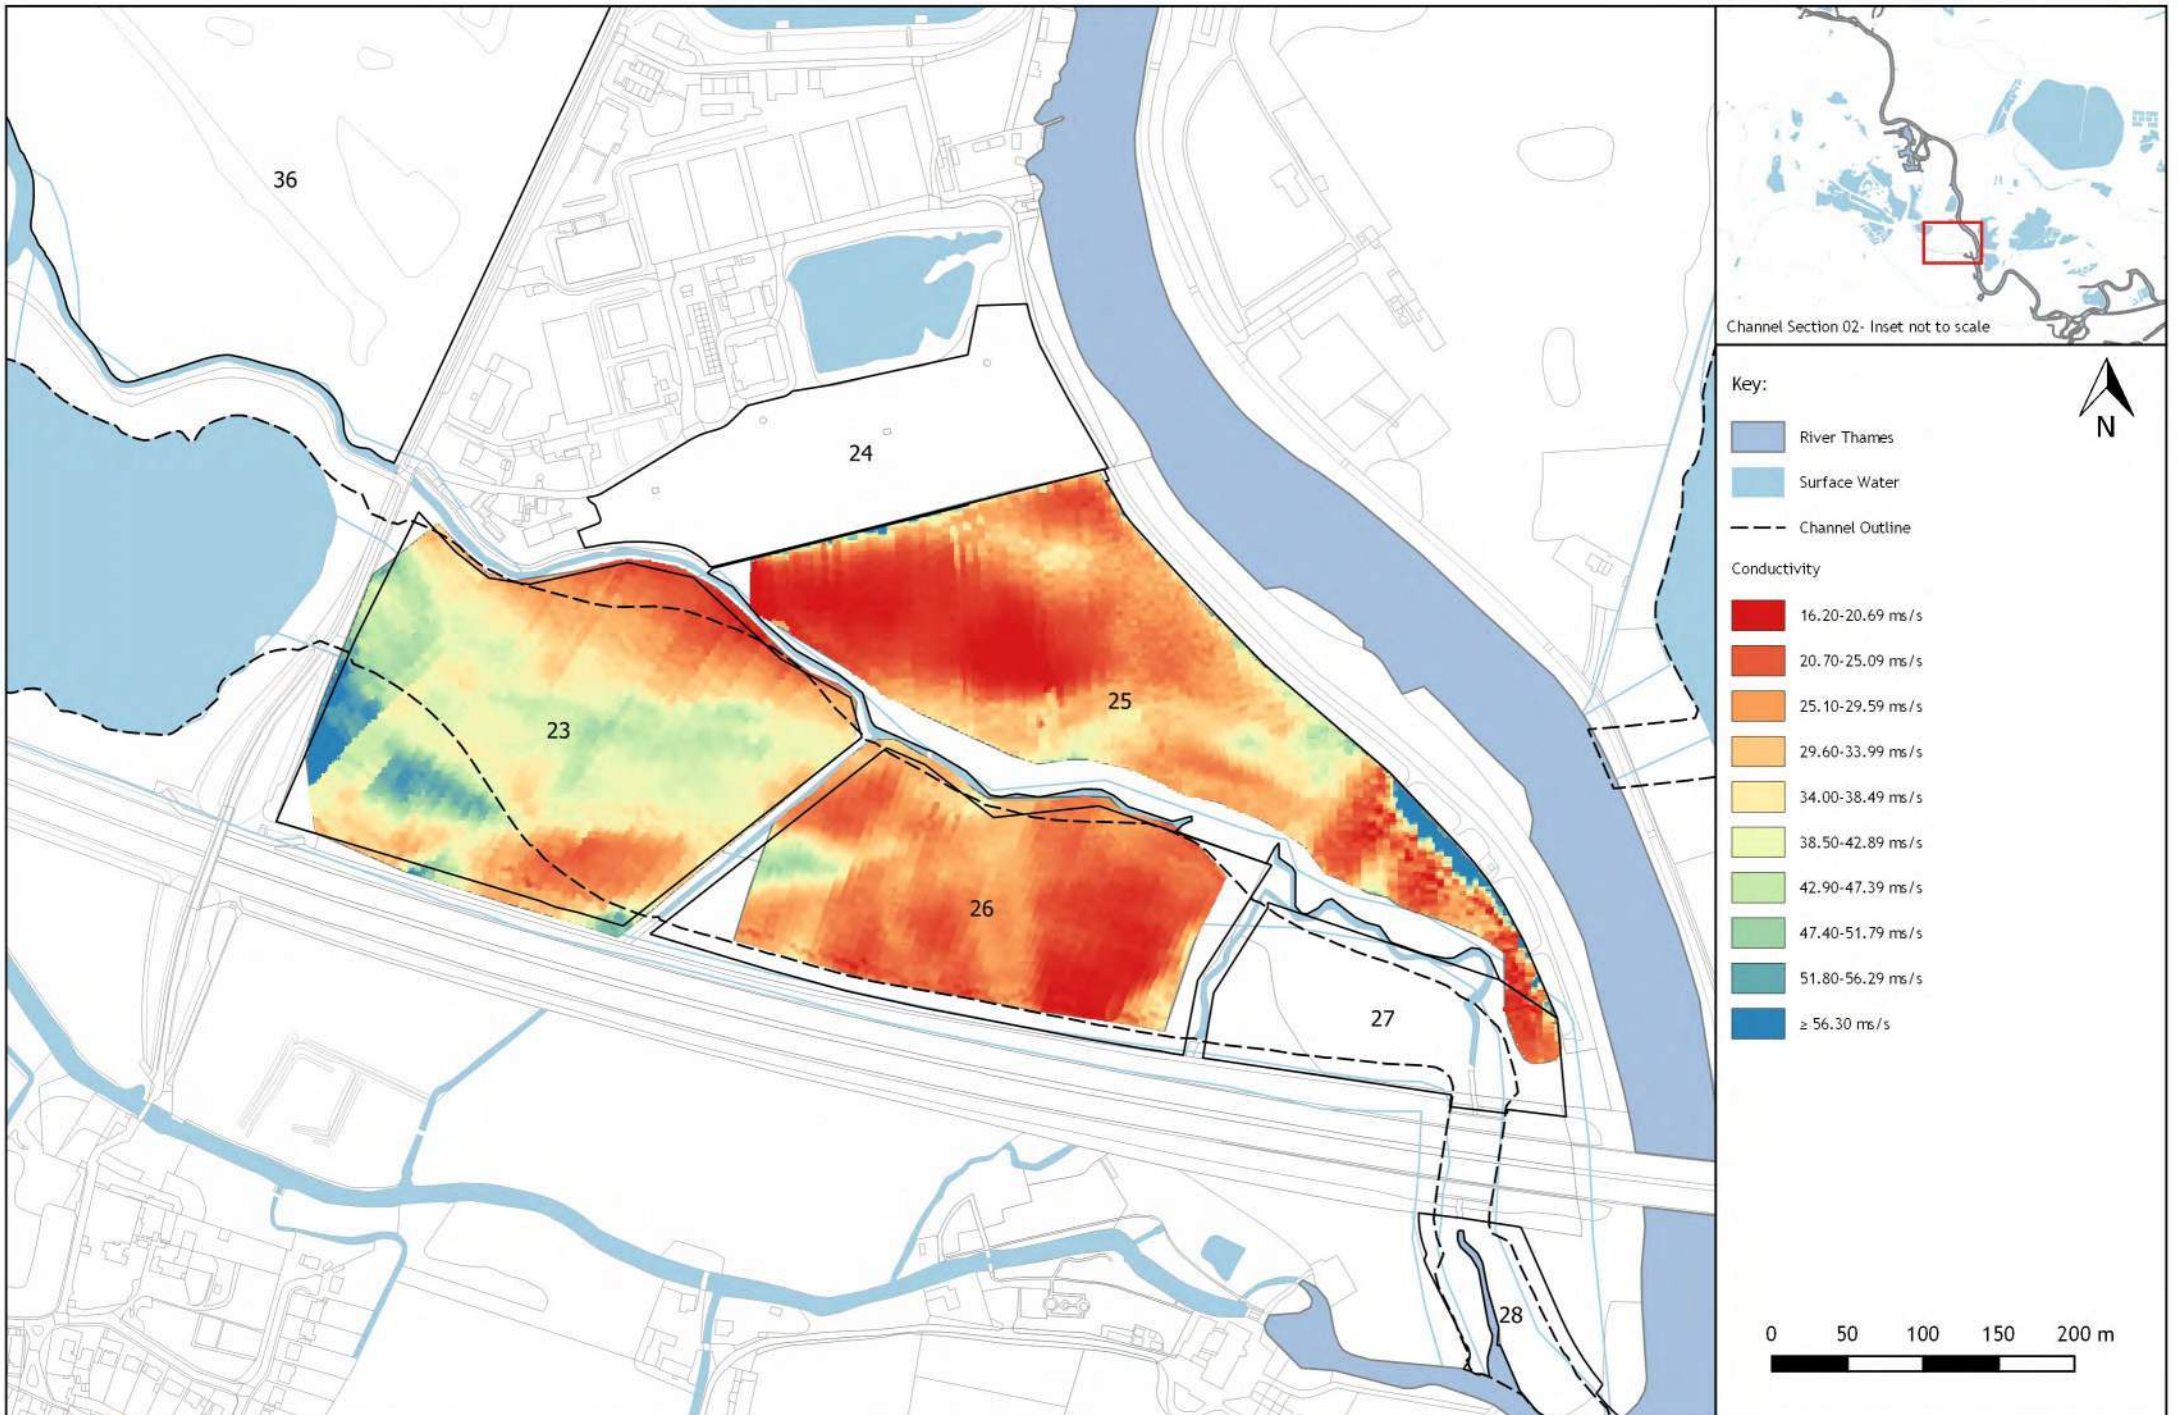 36
24
25
23
26
27
28
Channel Section 02- Inset not to scale
Key:
N
River Thames
Surface Water
Channel Outline
Conductivity
16.20-20.69 ms/s
20.70-25.09 ms/s
25.10-29.59 ms/s
29.60-33.99 ms/s
34.00-38.49 ms/s
38.50-42.89 ms/s
42.90-47.39 ms/s
47.40-51.79 ms/s
51.80-56.29 ms/s
≥ 56.30 ms/s
0 50 100 150 200 m